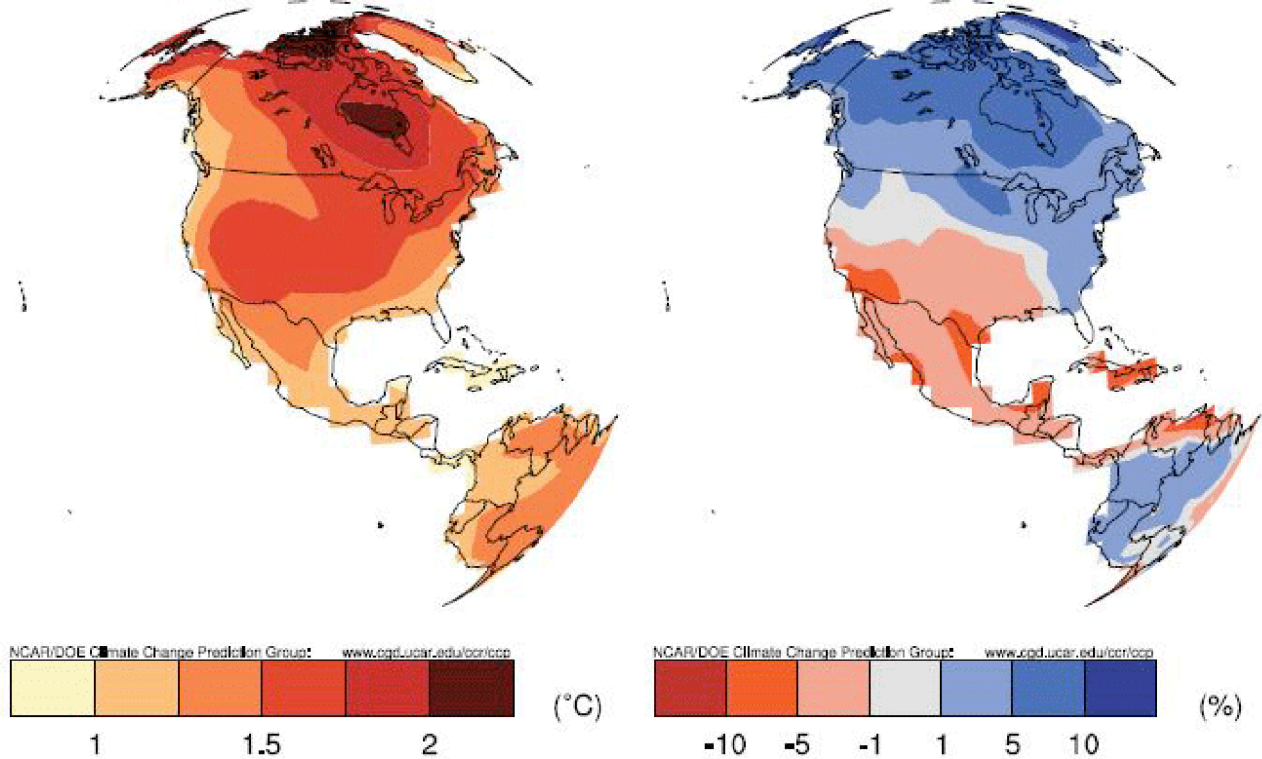 NCAR/DOE Climate Change Prediction Group: www.cgd.ucar.edu/ccr/ccp
(°C)
1 1.5 2
NCAR/DOE Climate Change Prediction Group: www.cgd.ucar.edu/ccr/ccp
(%)
-10 -5 -1 1 5 10